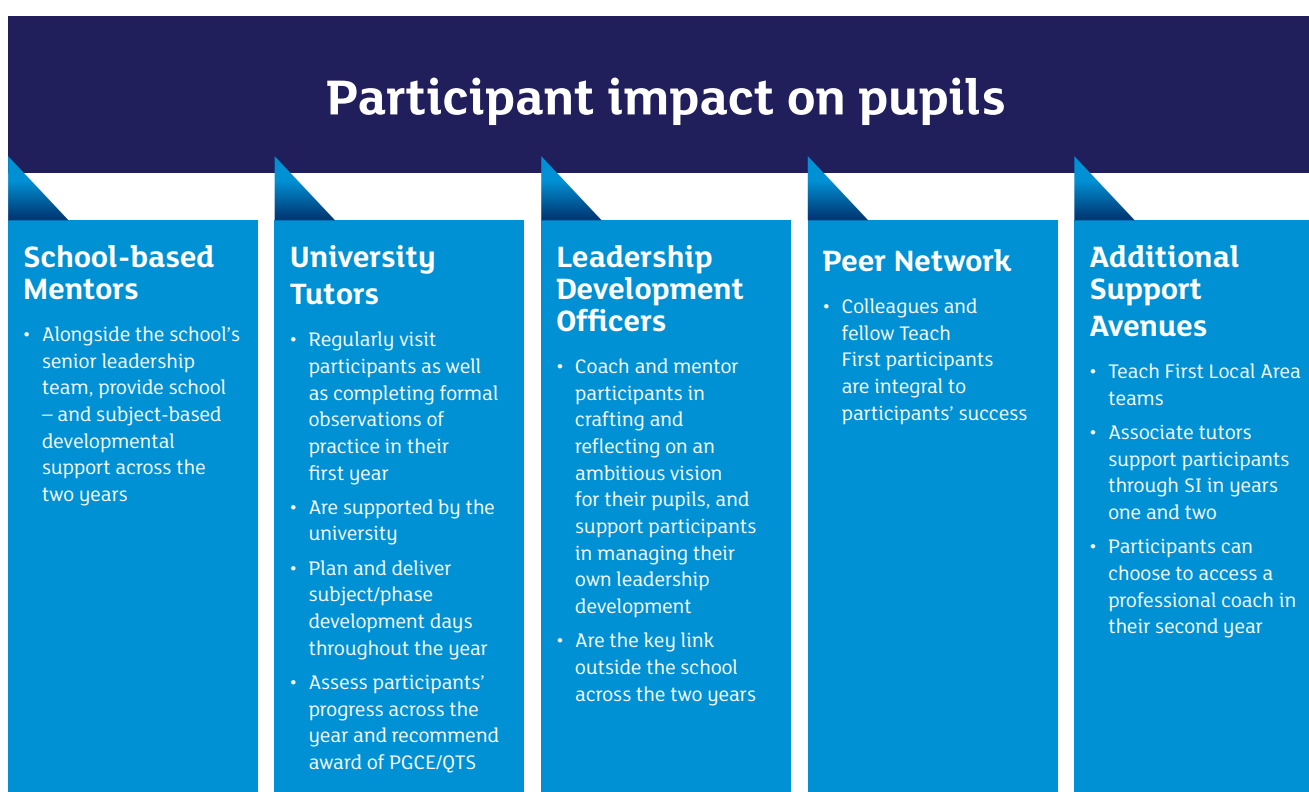 Participant impact on pupils
School-based
Mentors
• Alongside the school's
senior leadership
team, provide school
– and subject-based
developmental
support across the
two years
University
Tutors
• Regularly visit
participants as well
as completing formal
observations of
practice in their
first year
• Are supported by the
university
• Plan and deliver
subject/phase
development days
throughout the year
• Assess participants'
progress across the
year and recommend
award of PGCE/QTS
Leadership
Development
Officers
• Coach and mentor
participants in
crafting and
reflecting on an
ambitious vision
for their pupils, and
support participants
in managing their
own leadership
development
• Are the key link
outside the school
across the two years
Peer Network
• Colleagues and
fellow Teach
First participants
are integral to
participants' success
Additional
Support
Avenues
• Teach First Local Area
teams
• Associate tutors
support participants
through SI in years
one and two
• Participants can
choose to access a
professional coach in
their second year